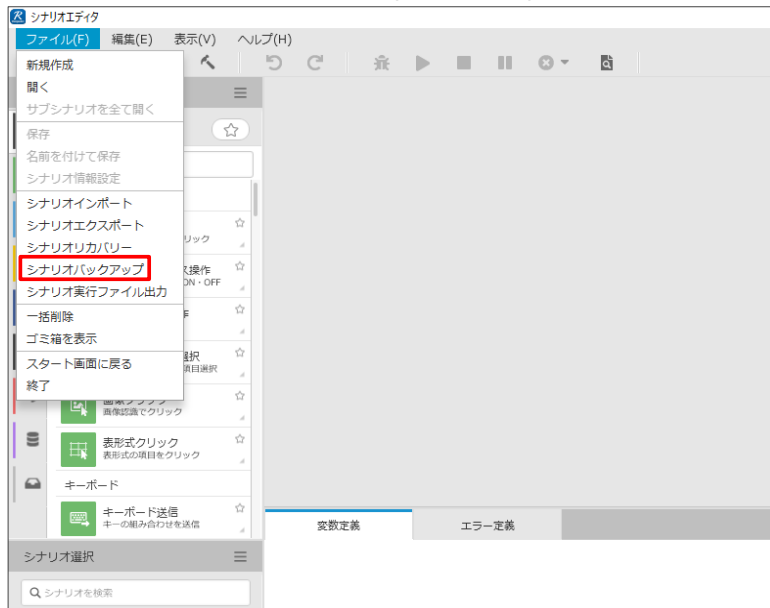 シナリオエディタ
ファイル(F) 編集(E) 表示(V) ヘルプ(H)
新規作成
開く
サブシナリオを全て開く
保存
名前を付けて保存
シナリオ情報設定
シナリオインポート
シナリオエクスポート
シナリオリカバリー
リック
シナリオバックアップ
ス操作
ON・OFF
シナリオ実行ファイル出力
一括削除
ゴミ箱を表示
スタート画面に戻る
選択
項目選択
終了
画像クリック
画像認識でクリック
表形式クリック
表形式の項目をクリック
キーボード
キーボード送信
キーの組み合わせを送信
変数定義 エラー定義
シナリオ選択
シナリオを検索